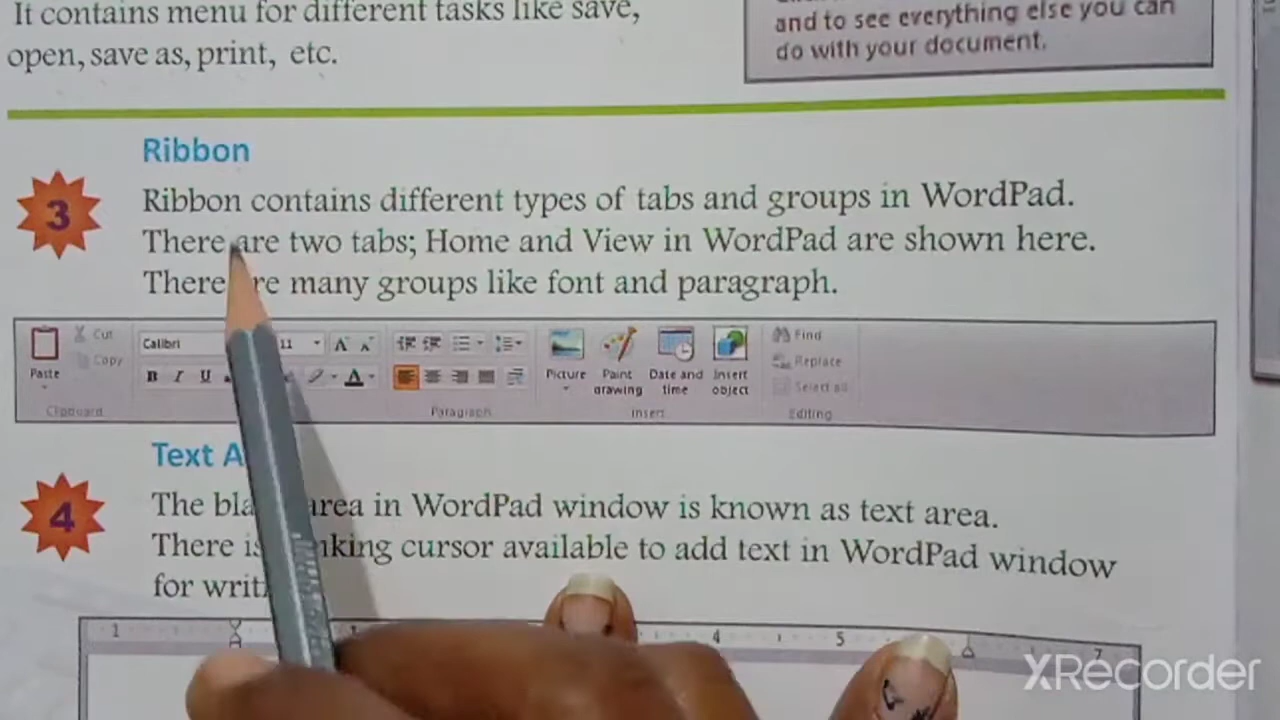 It contains menu for different tasks like save,
open, save as, print, etc.
and to see everything else you can
do with your document.
Ribbon
3
Ribbon contains different types of tabs and groups in WordPad.
There are two tabs; Home and View in WordPad are shown here.
There are many groups like font and paragraph.
Paste
Cut
Copy
Clipboard
Calibri
11
A A
B I U
A
Paragraph
Picture
Paint drawing
Date and time
Insert object
Insert
Find
Replace
Select all
Editing
Text A
4
The bla area in WordPad window is known as text area.
There is nking cursor available to add text in WordPad window
for writi
1
4
5
7
XRecorder